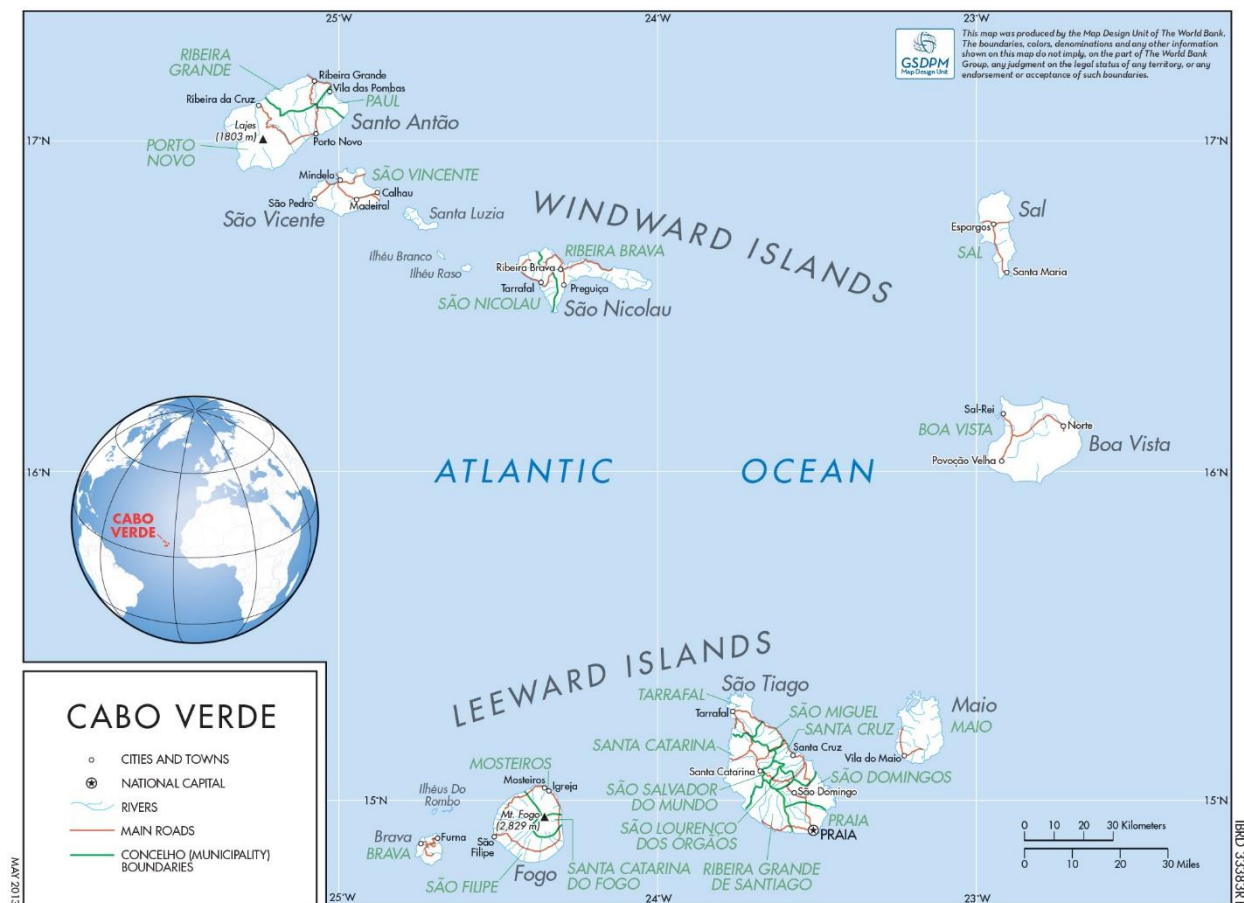 25°W
24°W
23°W
GSDPM
Map Design Unit
This map was produced by the Map Design Unit of The World Bank.
The boundaries, colors, denominations and any other information
shown on this map do not imply, on the part of The World Bank
Group, any judgment on the legal status of any territory, or any
endorsement or acceptance of such boundaries.
RIBEIRA
GRANDE
Ribeira Grande
Vila das Pombas
Ribeira da Cruz
PAUL
Santo Antão
Lajes
(1803 m)
Porto Novo
PORTO
NOVO
17°N
17°N
Mindelo
SÃO VINCENTE
São Pedro
Calhau
Madeiral
São Vicente
Santa Luzia
WINDWARD ISLANDS
Ilhéu Branco
Ilhéu Raso
RIBEIRA BRAVA
Ribeira Brava
Tarrafal
Preguiça
SÃO NICOLAU
São Nicolau
Sal
Espargos
SAL
Santa Maria
Sal-Rei
BOA VISTA
Norte
Boa Vista
Povoção Velha
16°N
16°N
ATLANTIC OCEAN
CABO
VERDE
LEEWARD ISLANDS
São Tiago
TARRAFAL
Tarrafal
SÃO MIGUEL
SANTA CRUZ
Santa Cruz
SANTA CATARINA
Santa Catarina
SÃO DOMINGOS
São Domingo
SÃO SALVADOR
DO MUNDO
SÃO LOURENCO
DOS ORGÃOS
PRAIA
PRAIA
RIBEIRA GRANDE
DE SANTIAGO
Maio
MAIO
Vila do Maio
MOSTEIROS
Mosteiros
Igreja
Mt. Fogo
(2,829 m)
Ilhéus Do
Rombo
Brava
BRAVA
Furna
São
Filipe
Fogo
SÃO FILIPE
SANTA CATARINA
DO FOGO
15°N
15°N
CABO VERDE
CITIES AND TOWNS
NATIONAL CAPITAL
RIVERS
MAIN ROADS
CONCELHO (MUNICIPALITY)
BOUNDARIES
0 10 20 30 Kilometers
0 10 20 30 Miles
25°W
24°W
23°W
MAY 2013
IBRD 33383R1